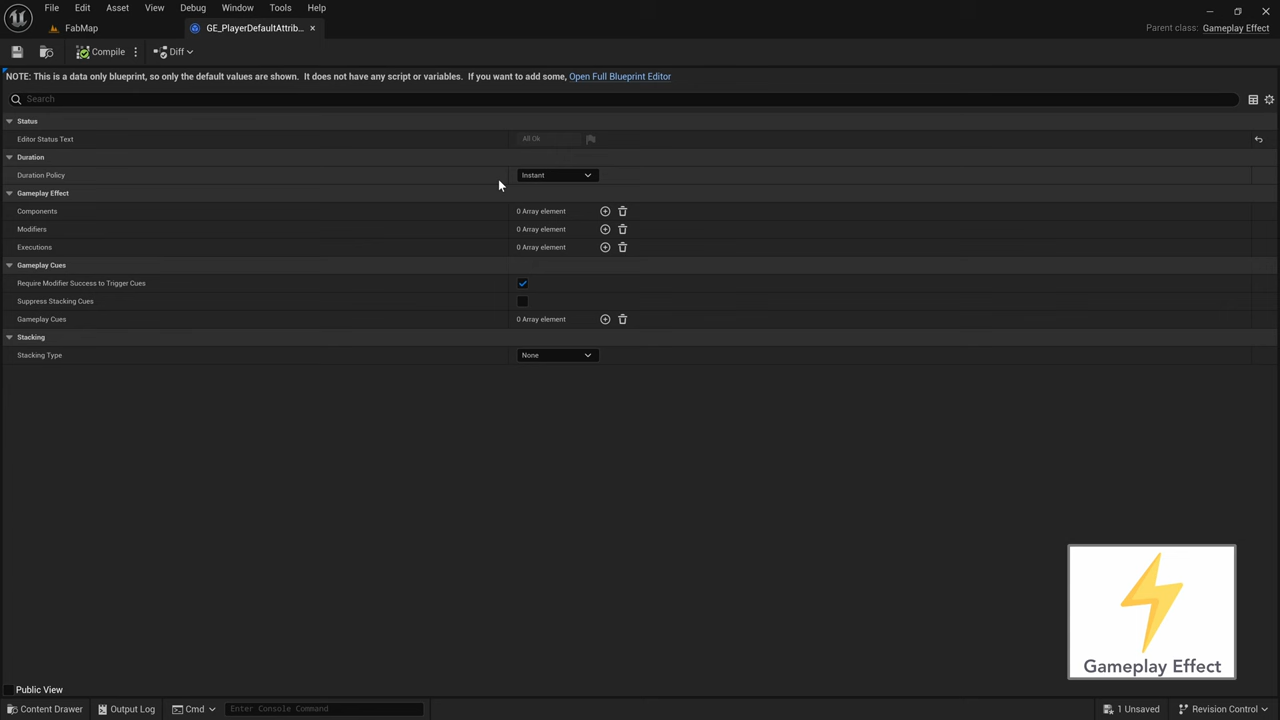 File Edit Asset View Debug Window Tools Help
FabMap GE_PlayerDefaultAttrib... Parent class: Gameplay Effect
Compile Diff
NOTE: This is a data only blueprint, so only the default values are shown. It does not have any script or variables. If you want to add some, Open Full Blueprint Editor
Search
Status
Editor Status Text All Ok
Duration
Duration Policy Instant
Gameplay Effect
Components 0 Array element
Modifiers 0 Array element
Executions 0 Array element
Gameplay Cues
Require Modifier Success to Trigger Cues
Suppress Stacking Cues
Gameplay Cues 0 Array element
Stacking
Stacking Type None
Gameplay Effect
Public View
Content Drawer Output Log Cmd Enter Console Command 1 Unsaved Revision Control